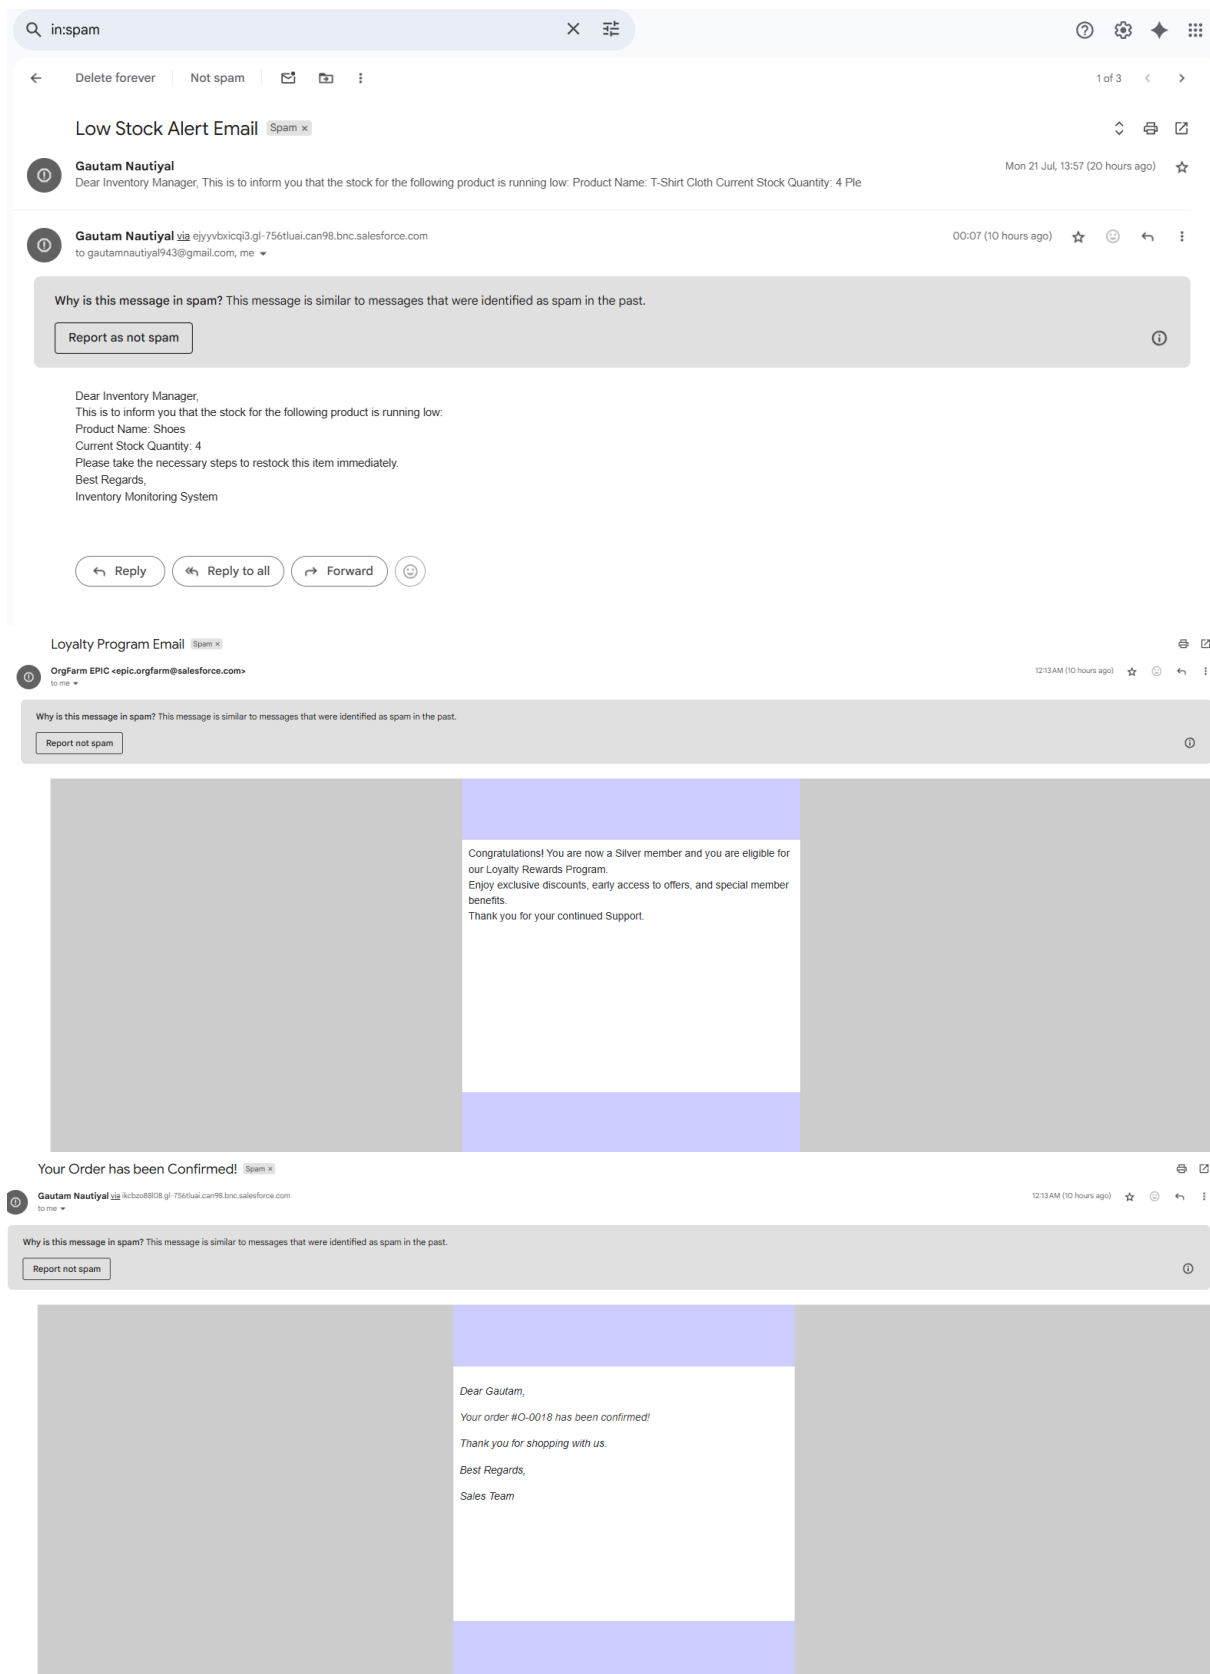 in:spam
Delete forever Not spam 1 of 3
Low Stock Alert Email Spam ×
Gautam Nautiyal Mon 21 Jul, 13:57 (20 hours ago)
Dear Inventory Manager, This is to inform you that the stock for the following product is running low: Product Name: T-Shirt Cloth Current Stock Quantity: 4 Ple
Gautam Nautiyal via ejyyvbxicqi3.gl-756tluai.can98.bnc.salesforce.com 00:07 (10 hours ago)
to gautamnautiyal943@gmail.com, me
Why is this message in spam? This message is similar to messages that were identified as spam in the past.
Report as not spam
Dear Inventory Manager,
This is to inform you that the stock for the following product is running low:
Product Name: Shoes
Current Stock Quantity: 4
Please take the necessary steps to restock this item immediately.
Best Regards,
Inventory Monitoring System
Reply Reply to all Forward
Loyalty Program Email Spam ×
OrgFarm EPIC <epic.orgfarm@salesforce.com> 12:13 AM (10 hours ago)
to me
Why is this message in spam? This message is similar to messages that were identified as spam in the past.
Report not spam
Congratulations! You are now a Silver member and you are eligible for
our Loyalty Rewards Program.
Enjoy exclusive discounts, early access to offers, and special member
benefits.
Thank you for your continued Support.
Your Order has been Confirmed! Spam ×
Gautam Nautiyal via ikcbzo88l08.gl-756tluai.can98.bnc.salesforce.com 12:13 AM (10 hours ago)
to me
Why is this message in spam? This message is similar to messages that were identified as spam in the past.
Report not spam
Dear Gautam,
Your order #O-0018 has been confirmed!
Thank you for shopping with us.
Best Regards,
Sales Team